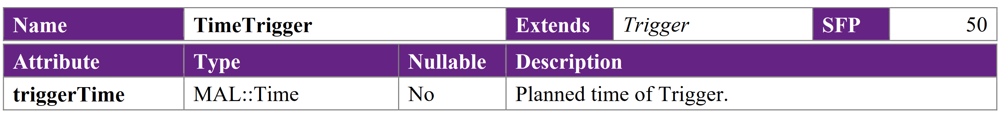 Name TimeTrigger Extends Trigger SFP 50
Attribute Type Nullable Description
triggerTime MAL::Time No Planned time of Trigger.